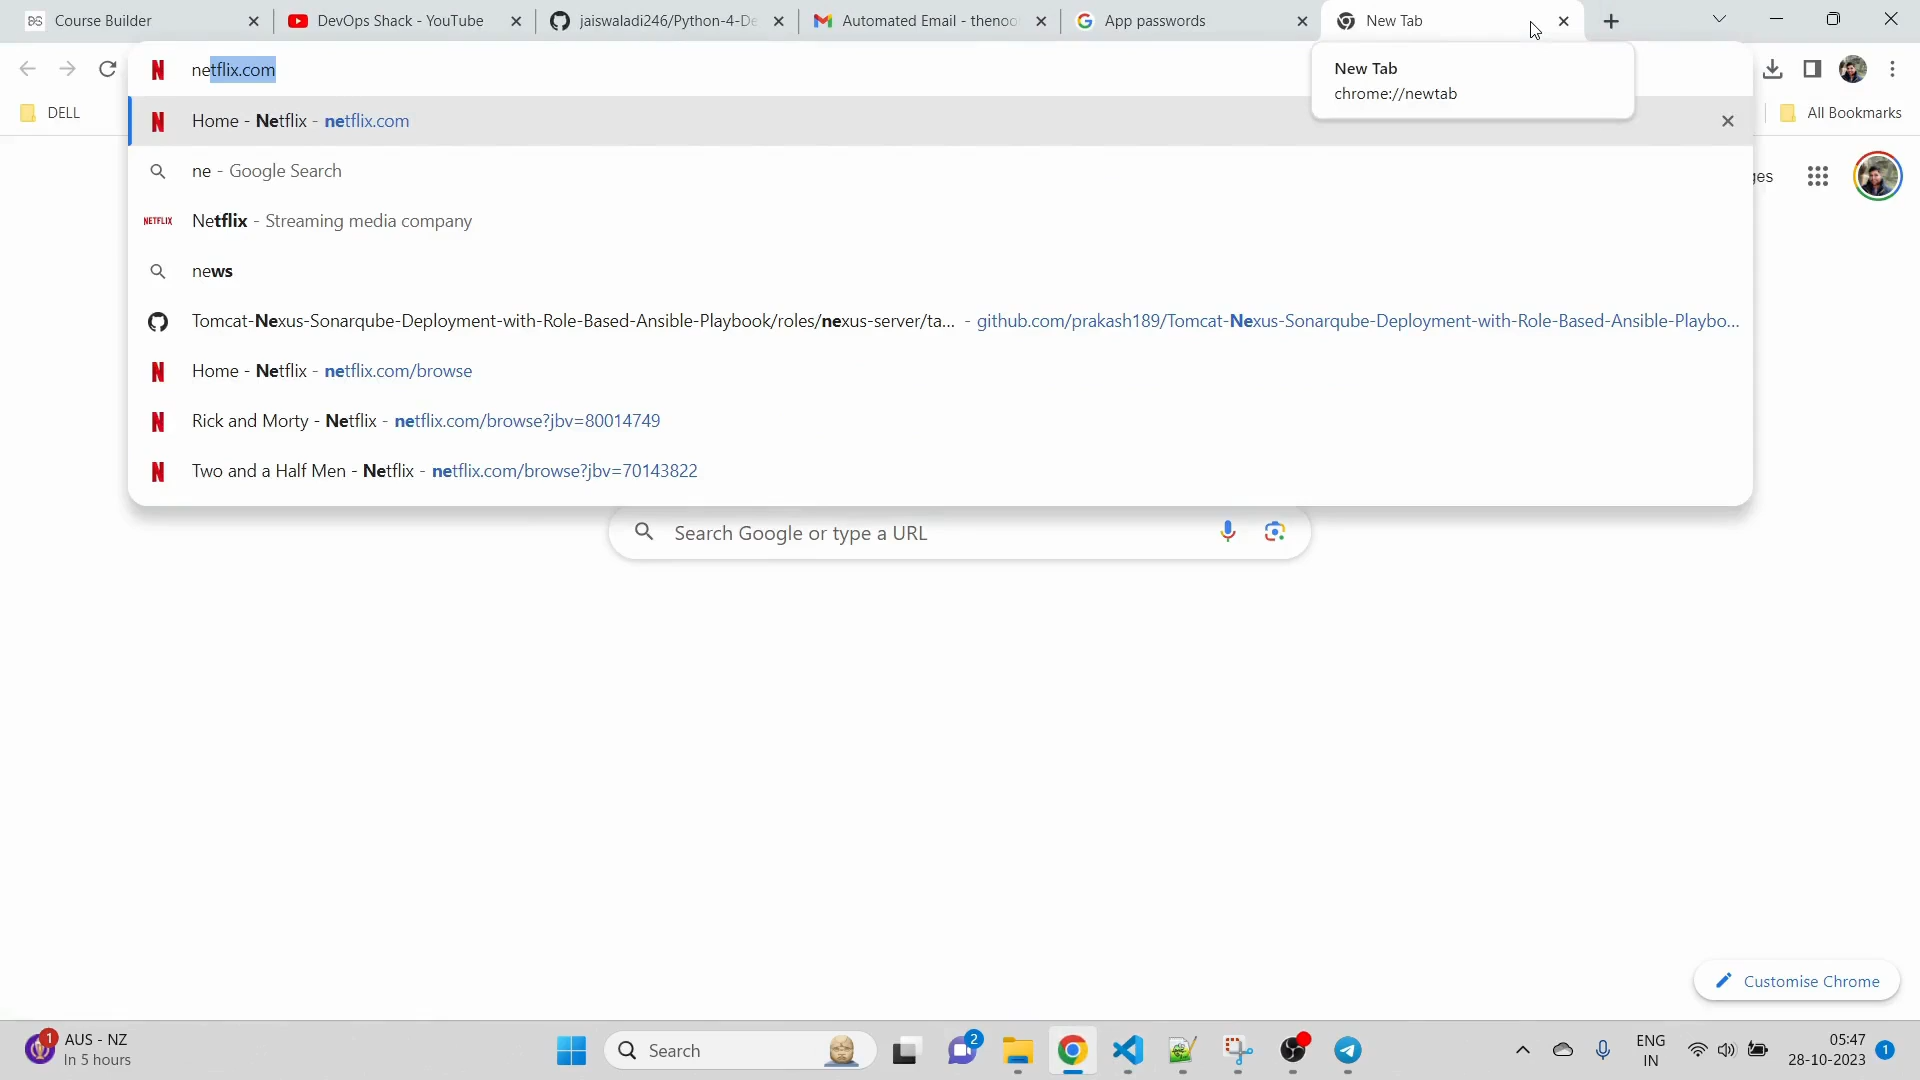 Course Builder
DevOps Shack - YouTube
jaiswaladi246/Python-4-De
Automated Email - thenoo
App passwords
New Tab
netflix.com
New Tab
chrome://newtab
DELL
All Bookmarks
Home - Netflix - netflix.com
ges
ne - Google Search
NETFLIX Netflix - Streaming media company
news
Tomcat-Nexus-Sonarqube-Deployment-with-Role-Based-Ansible-Playbook/roles/nexus-server/ta... - github.com/prakash189/Tomcat-Nexus-Sonarqube-Deployment-with-Role-Based-Ansible-Playbo...
Home - Netflix - netflix.com/browse
Rick and Morty - Netflix - netflix.com/browse?jbv=80014749
Two and a Half Men - Netflix - netflix.com/browse?jbv=70143822
Search Google or type a URL
Customise Chrome
1
AUS - NZ
In 5 hours
Search
2
ENG
IN
05:47
28-10-2023
1